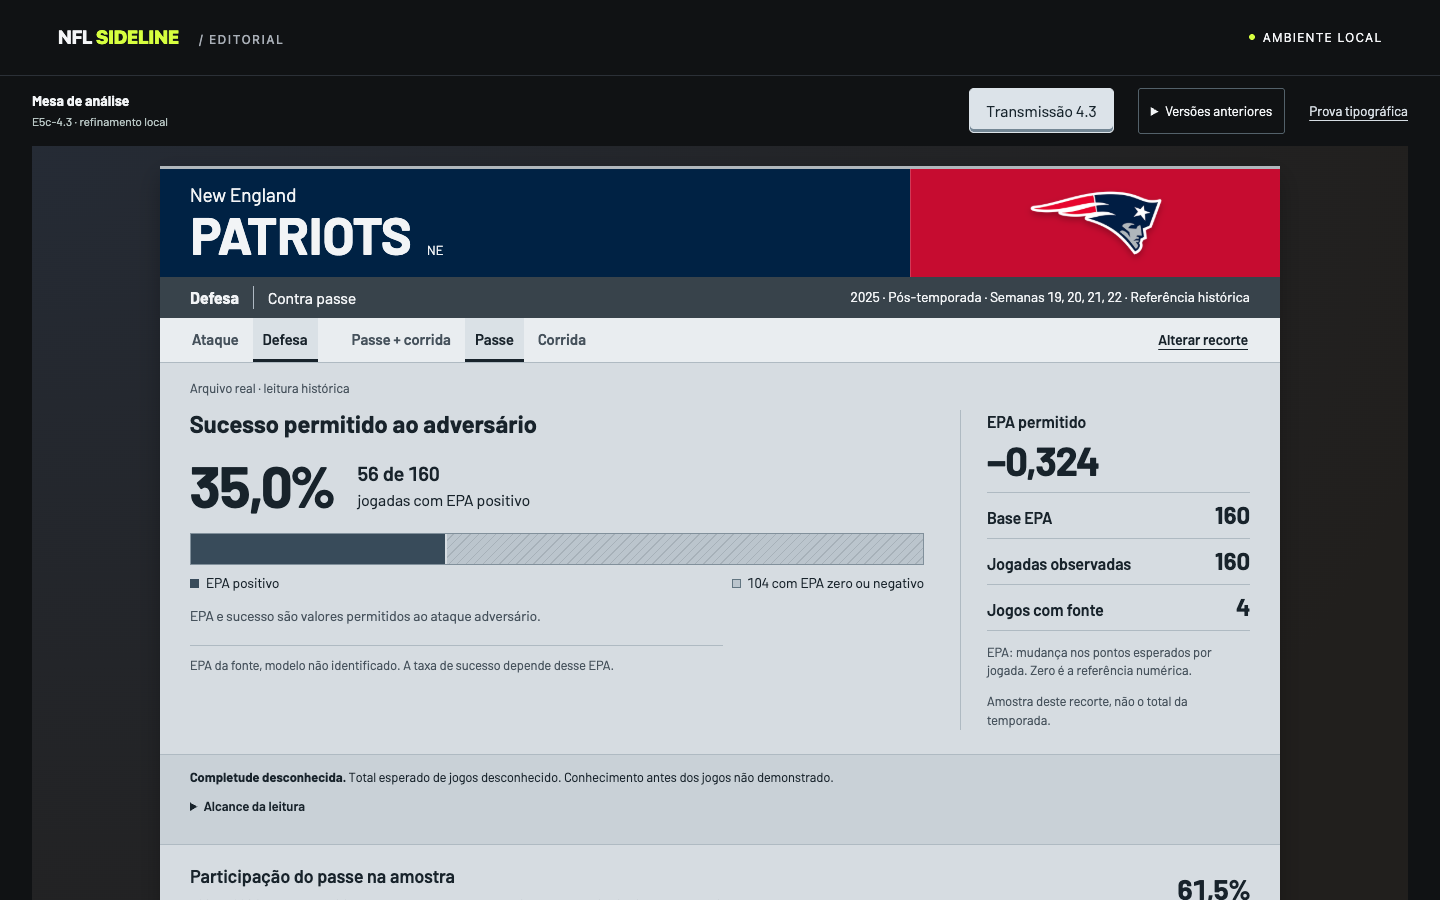 NFL SIDELINE / EDITORIAL
AMBIENTE LOCAL
Mesa de análise
E5c-4.3 · refinamento local
Transmissão 4.3
Versões anteriores
Prova tipográfica
New England
PATRIOTS NE
Defesa Contra passe
2025 · Pós-temporada · Semanas 19, 20, 21, 22 · Referência histórica
Ataque Defesa Passe + corrida Passe Corrida Alterar recorte
Arquivo real · leitura histórica
Sucesso permitido ao adversário
35,0%
56 de 160
jogadas com EPA positivo
EPA positivo
104 com EPA zero ou negativo
EPA e sucesso são valores permitidos ao ataque adversário.
EPA da fonte, modelo não identificado. A taxa de sucesso depende desse EPA.
EPA permitido
−0,324
Base EPA 160
Jogadas observadas 160
Jogos com fonte 4
EPA: mudança nos pontos esperados por
jogada. Zero é a referência numérica.
Amostra deste recorte, não o total da
temporada.
Completude desconhecida. Total esperado de jogos desconhecido. Conhecimento antes dos jogos não demonstrado.
Alcance da leitura
Participação do passe na amostra
61,5%